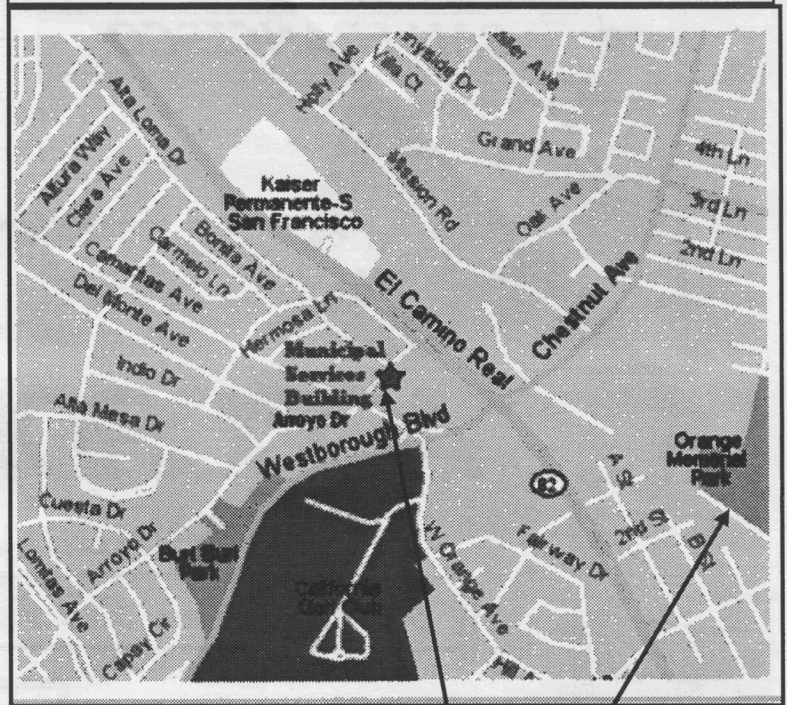 Holly Ave
Villa Ct
Alta Loma Dr
Altura Way
Clara Ave
Kaiser
Permanente-S
San Francisco
Mission Rd
Grand Ave
Oak Ave
4th Ln
3rd Ln
2nd Ln
Camaritas Ave
Carmelo Ln
Bonita Ave
Del Monte Ave
Hermosa Ln
El Camino Real
Chestnut Ave
Indio Dr
Municipal
Services
Building
Alta Mesa Dr
Arroyo Dr
Westborough Blvd
82
Orange
Memorial
Park
A St
2nd St
B St
Cuesta Dr
Arroyo Dr
Lomitas Ave
Buri Buri
Park
California
Golf Club
W Orange Ave
Fairway Dr
Capay Cr